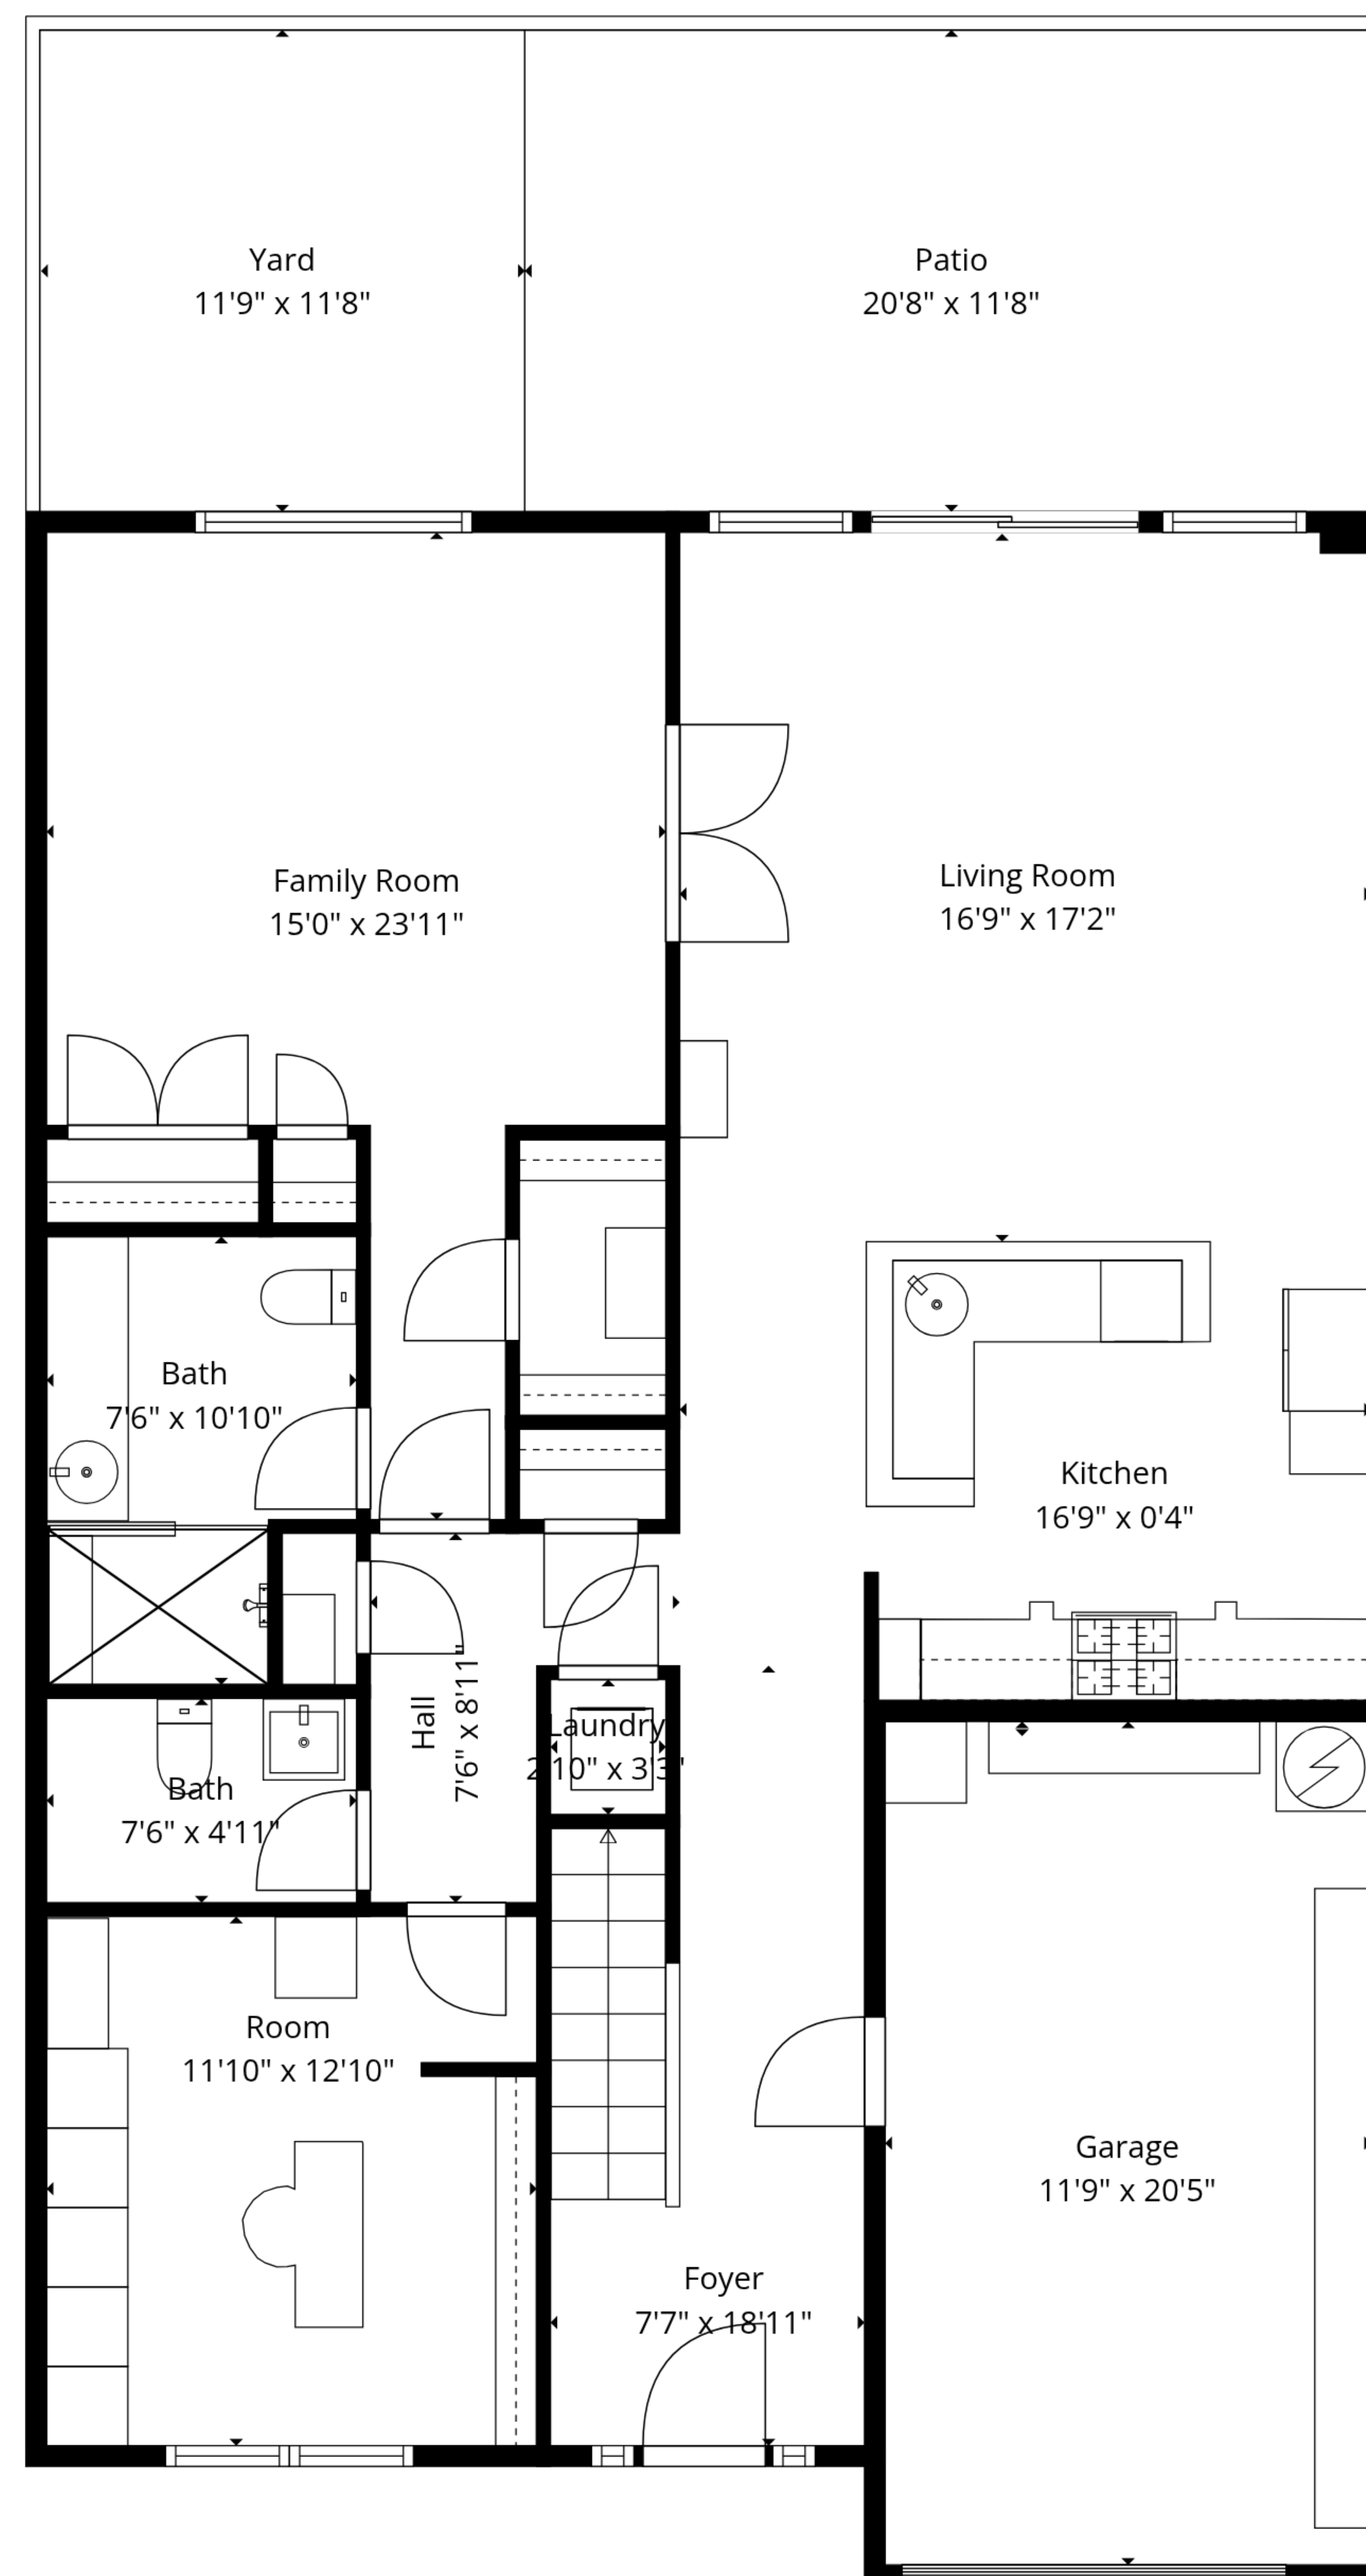 Yard
11'9" x 11'8"
Patio
20'8" x 11'8"
Family Room
15'0" x 23'11"
Living Room
16'9" x 17'2"
Bath
7'6" x 10'10"
Kitchen
16'9" x 0'4"
Hall
7'6" x 8'11"
Laundry
2'10" x 3'3"
Bath
7'6" x 4'11"
Room
11'10" x 12'10"
Garage
11'9" x 20'5"
Foyer
7'7" x 18'11"